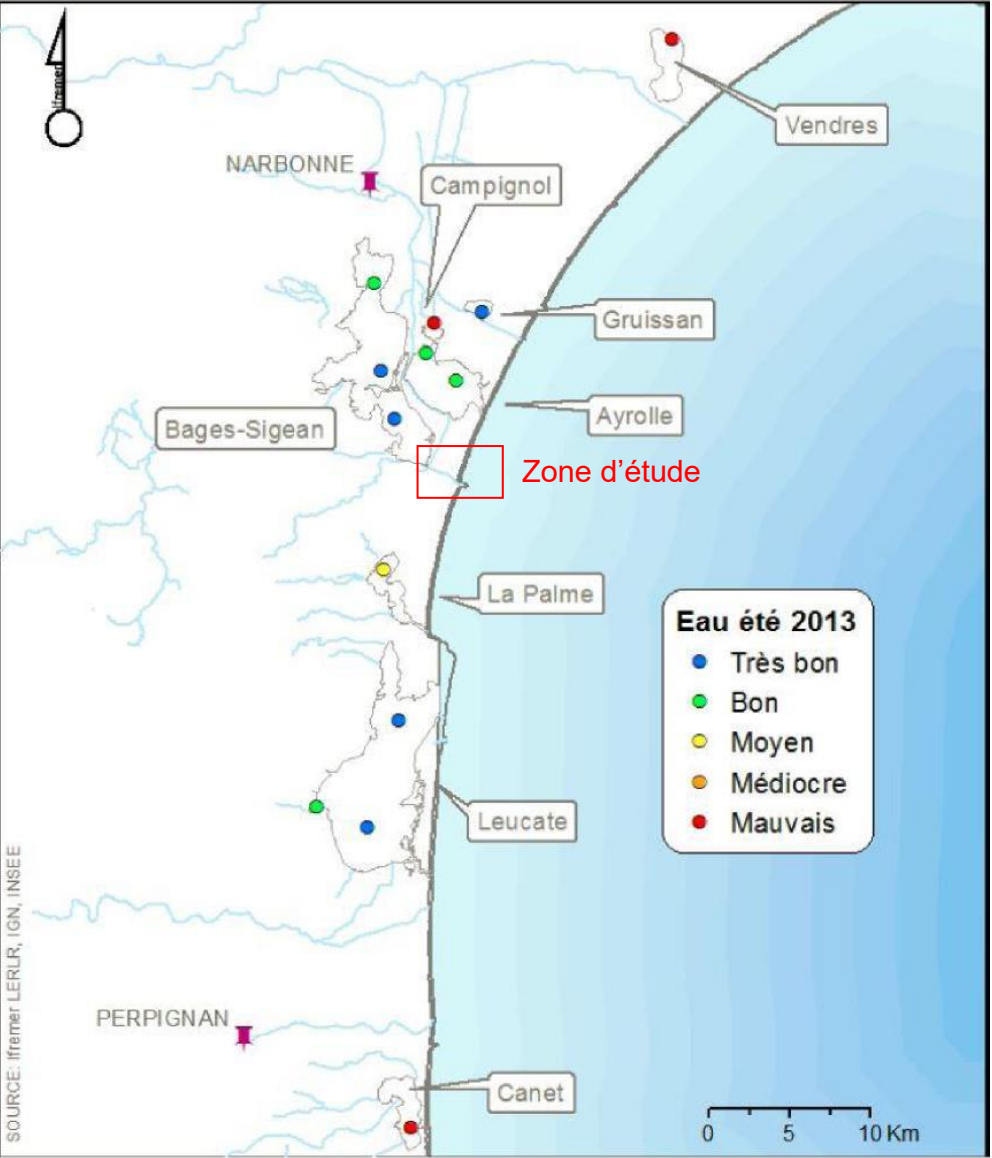 Ifremer
Vendres
NARBONNE
Campignol
Gruissan
Ayrolle
Bages-Sigean
Zone d’étude
La Palme
Eau été 2013
Très bon
Bon
Moyen
Médiocre
Mauvais
Leucate
PERPIGNAN
Canet
0 5 10 Km
SOURCE: Ifremer LERLR, IGN, INSEE